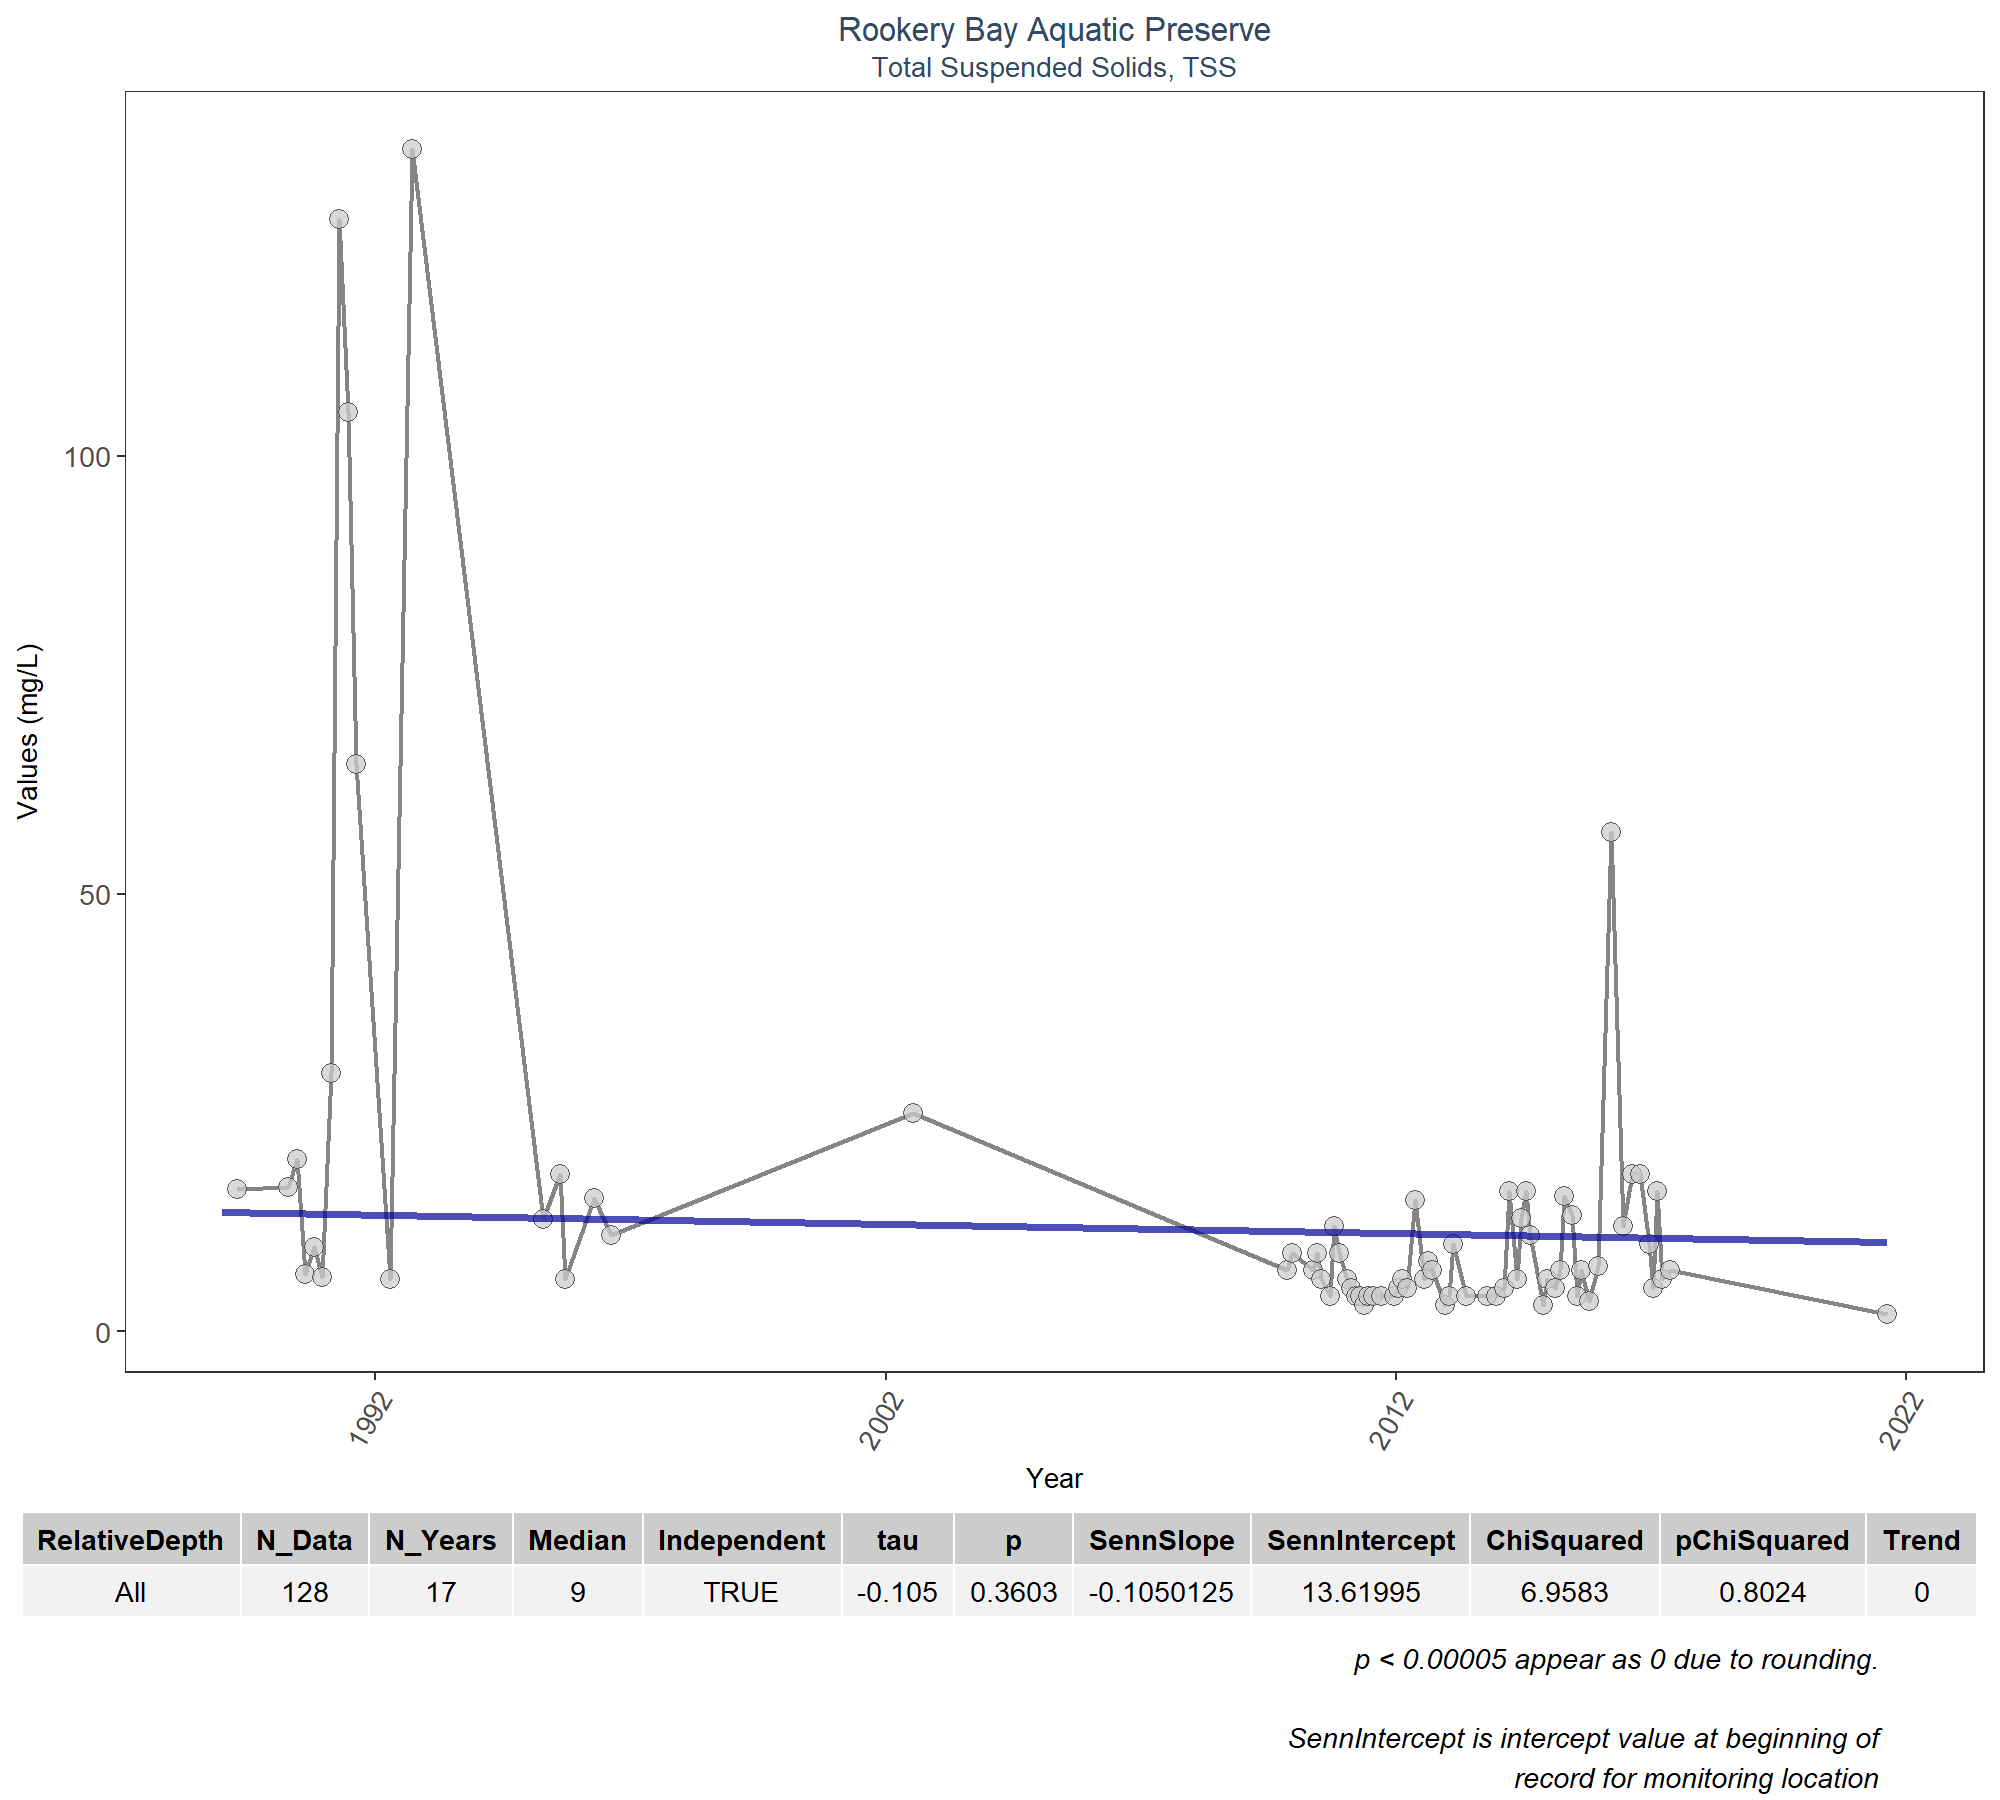 Rookery Bay Aquatic Preserve
Total Suspended Solids, TSS
Values (mg/L)
100
50
0
1992
2002
2012
2022
Year
RelativeDepth N_Data N_Years Median Independent tau p SennSlope SennIntercept ChiSquared pChiSquared Trend
All 128 17 9 TRUE -0.105 0.3603 -0.1050125 13.61995 6.9583 0.8024 0
p < 0.00005 appear as 0 due to rounding.
SennIntercept is intercept value at beginning of
record for monitoring location